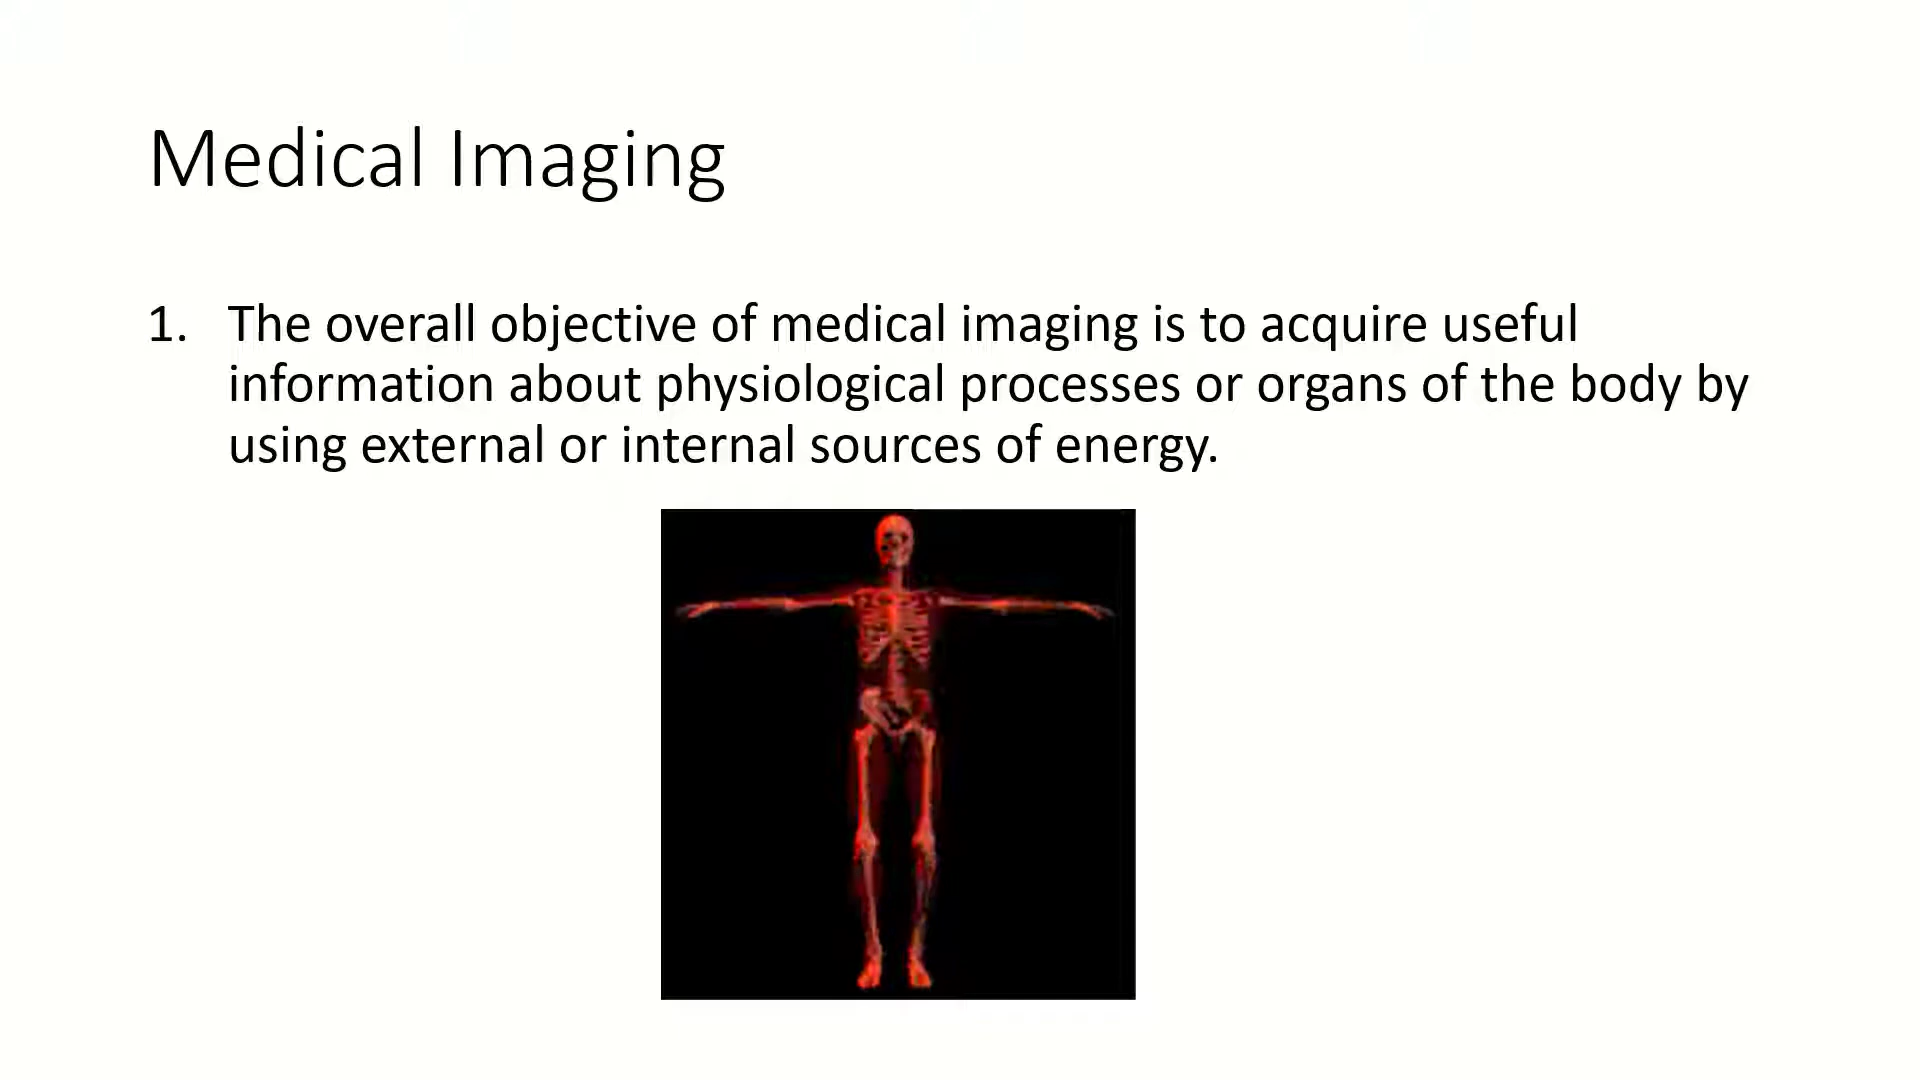 Medical Imaging
1. The overall objective of medical imaging is to acquire useful
information about physiological processes or organs of the body by
using external or internal sources of energy.